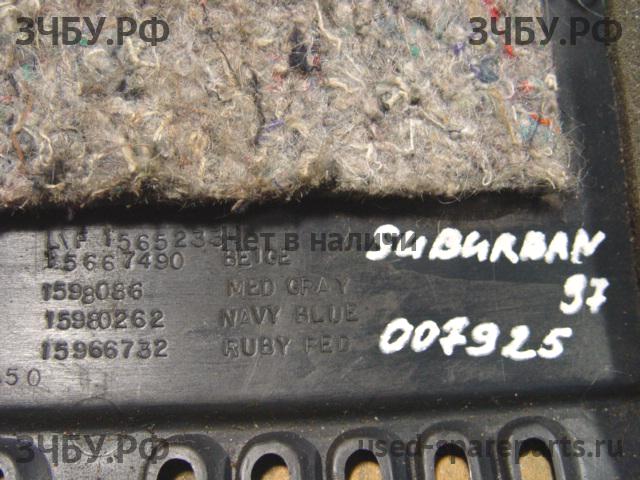 ЗЧБУ.РФ ЗЧБУ.РФ
Нет в наличии
15667490 BEIGE
1598086 MED GRAY
15980262 NAVY BLUE
15966732 RUBY RED
SUBURBAN
97
007925
ЗЧБУ.РФ used-spareparts.ru